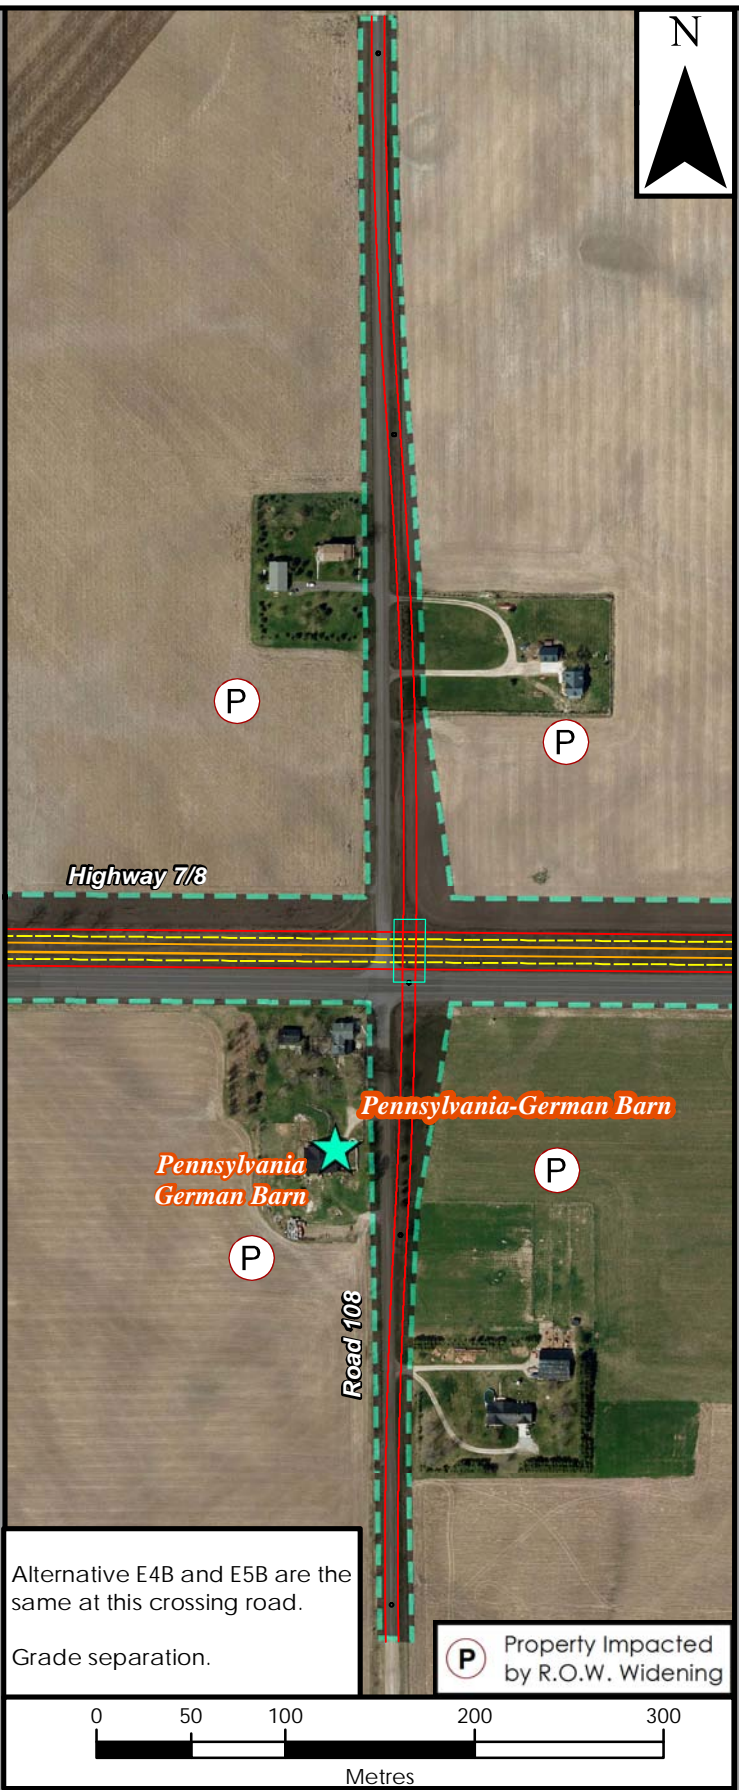 N
P
P
Highway 7/8
Pennsylvania-German Barn
Pennsylvania
German Barn
P
P
Road 108
Alternative E4B and E5B are the
same at this crossing road.
Grade separation.
P Property Impacted
by R.O.W. Widening
0 50 100 200 300
Metres